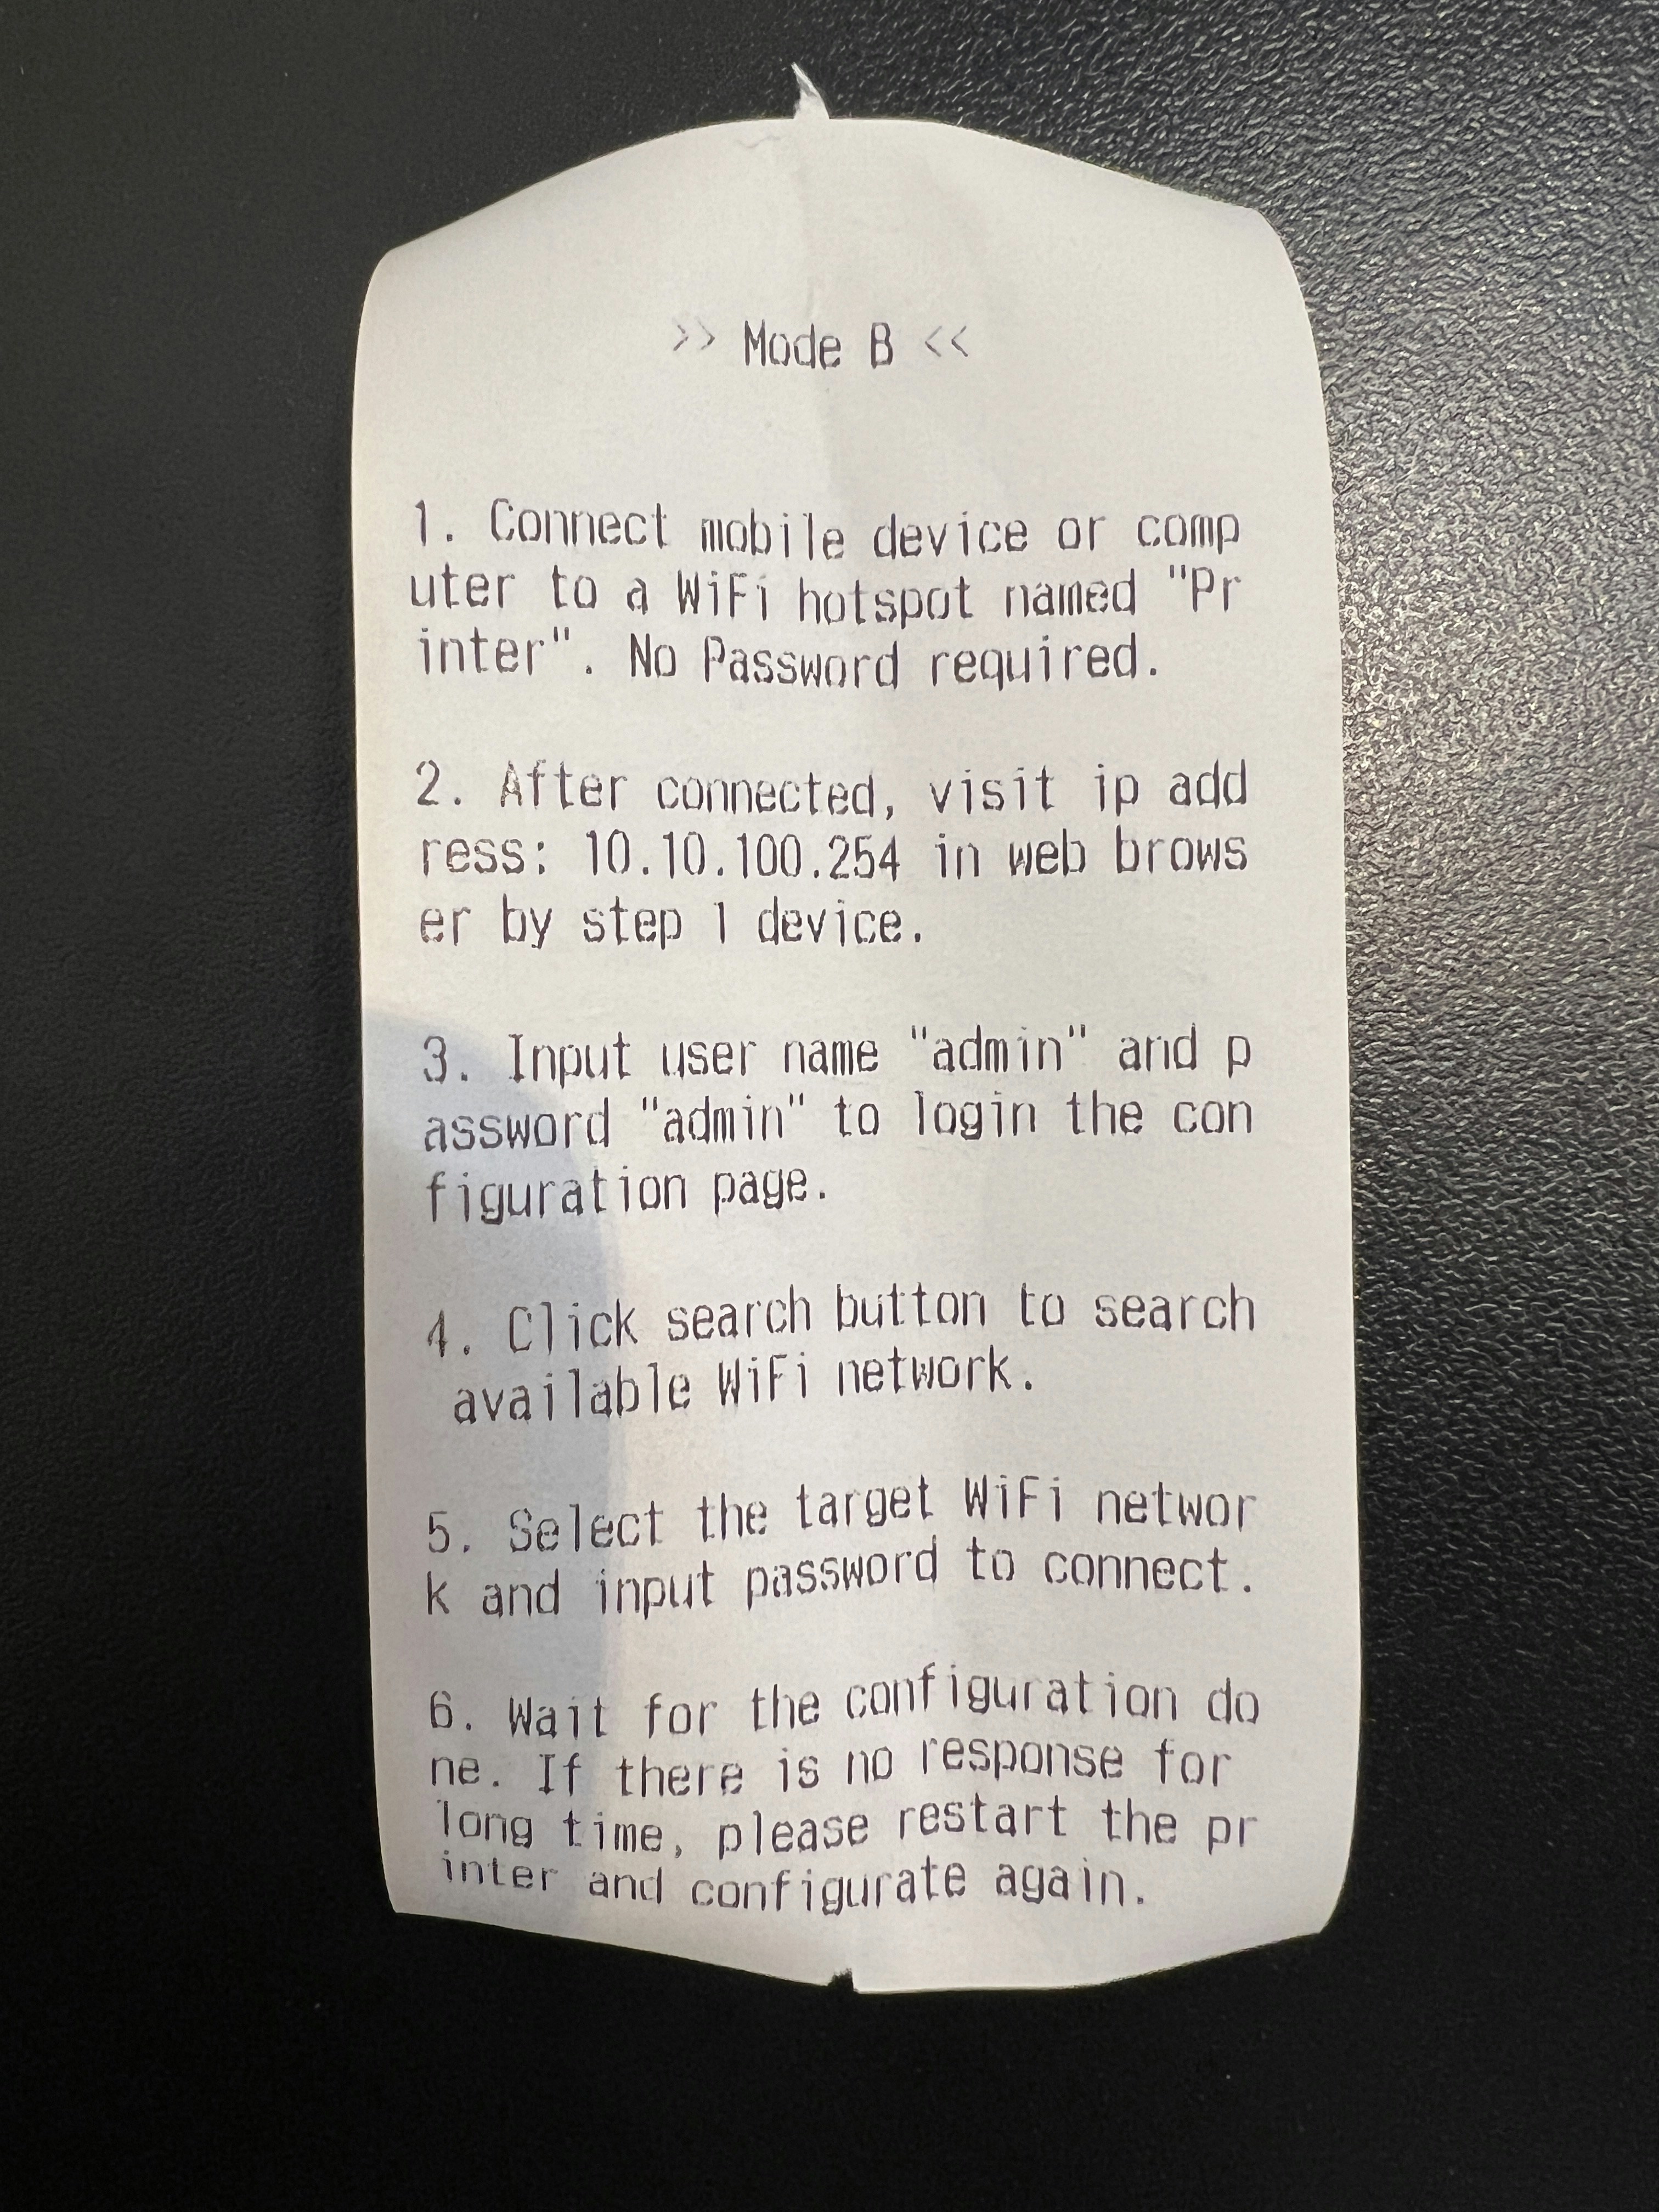 >> Mode B <<
1. Connect mobile device or comp
uter to a WiFi hotspot named "Pr
inter". No Password required.
2. After connected, visit ip add
ress: 10.10.100.254 in web brows
er by step 1 device.
3. Input user name "admin" and p
assword "admin" to login the con
figuration page.
4. Click search button to search
available WiFi network.
5. Select the target WiFi networ
k and input password to connect.
6. Wait for the configuration do
ne. If there is no response for
long time, please restart the pr
inter and configurate again.